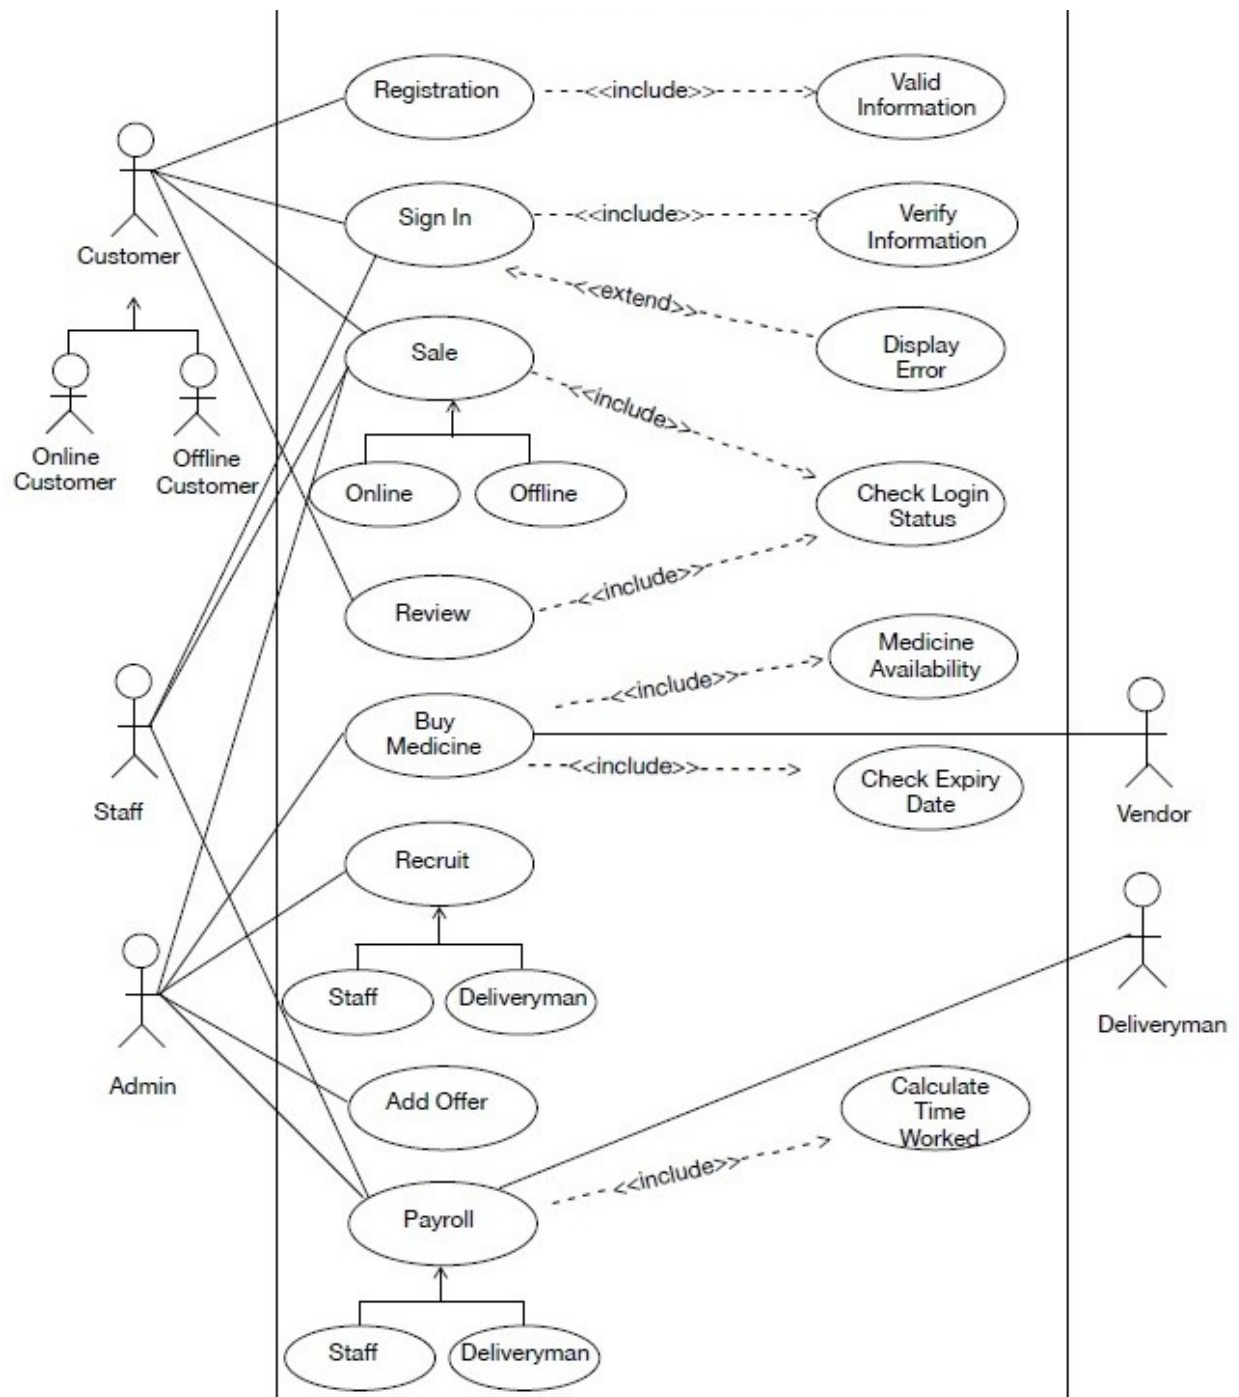 Registration
<<include>>
Valid
Information
Customer
Sign In
<<include>>
Verify
Information
<<extend>>
Display
Error
Sale
<<include>>
Online
Customer
Offline
Customer
Online
Offline
Check Login
Status
Review
<<include>>
Medicine
Availability
<<include>>
Buy
Medicine
<<include>>
Check Expiry
Date
Staff
Vendor
Recruit
Staff
Deliveryman
Deliveryman
Admin
Add Offer
Calculate
Time
Worked
<<include>>
Payroll
Staff
Deliveryman